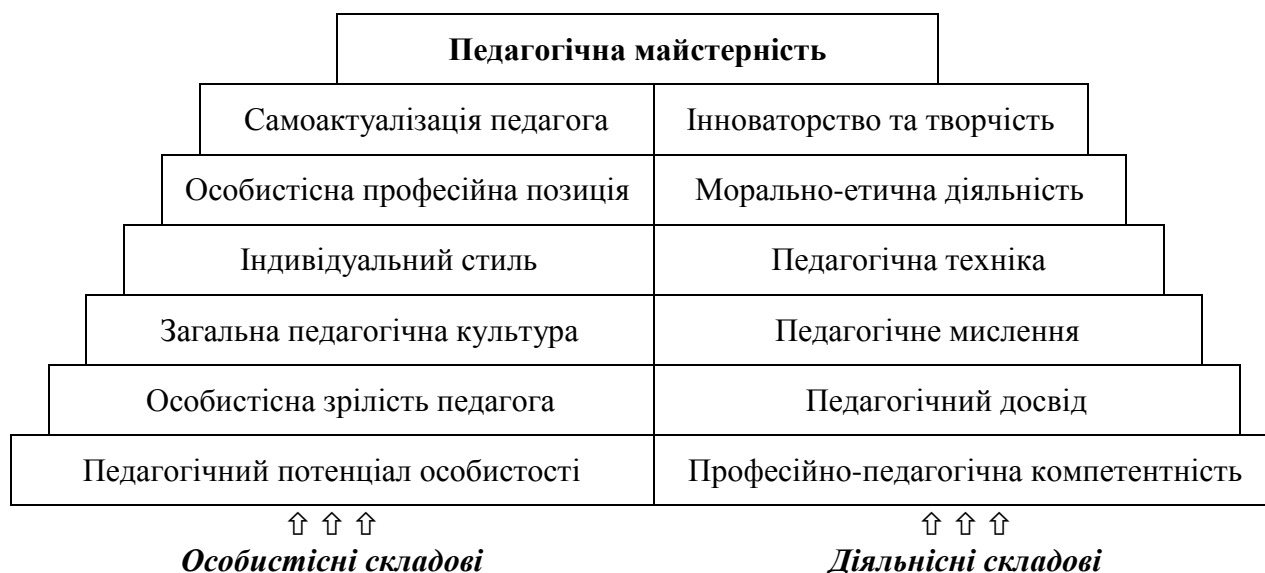 Педагогічна майстерність
Самоактуалізація педагога Інноваторство та творчість
Особистісна професійна позиція Морально-етична діяльність
Індивідуальний стиль Педагогічна техніка
Загальна педагогічна культура Педагогічне мислення
Особистісна зрілість педагога Педагогічний досвід
Педагогічний потенціал особистості Професійно-педагогічна компетентність
⇧ ⇧ ⇧ ⇧ ⇧ ⇧
Особистісні складові Діяльнісні складові